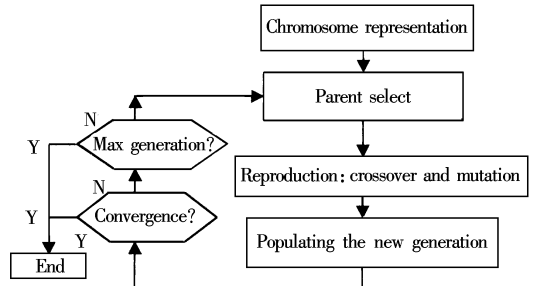 Chromosome representation
Parent select
N
Max generation?
Y
Reproduction: crossover and mutation
N
Convergence?
Y
Y
Populating the new generation
End